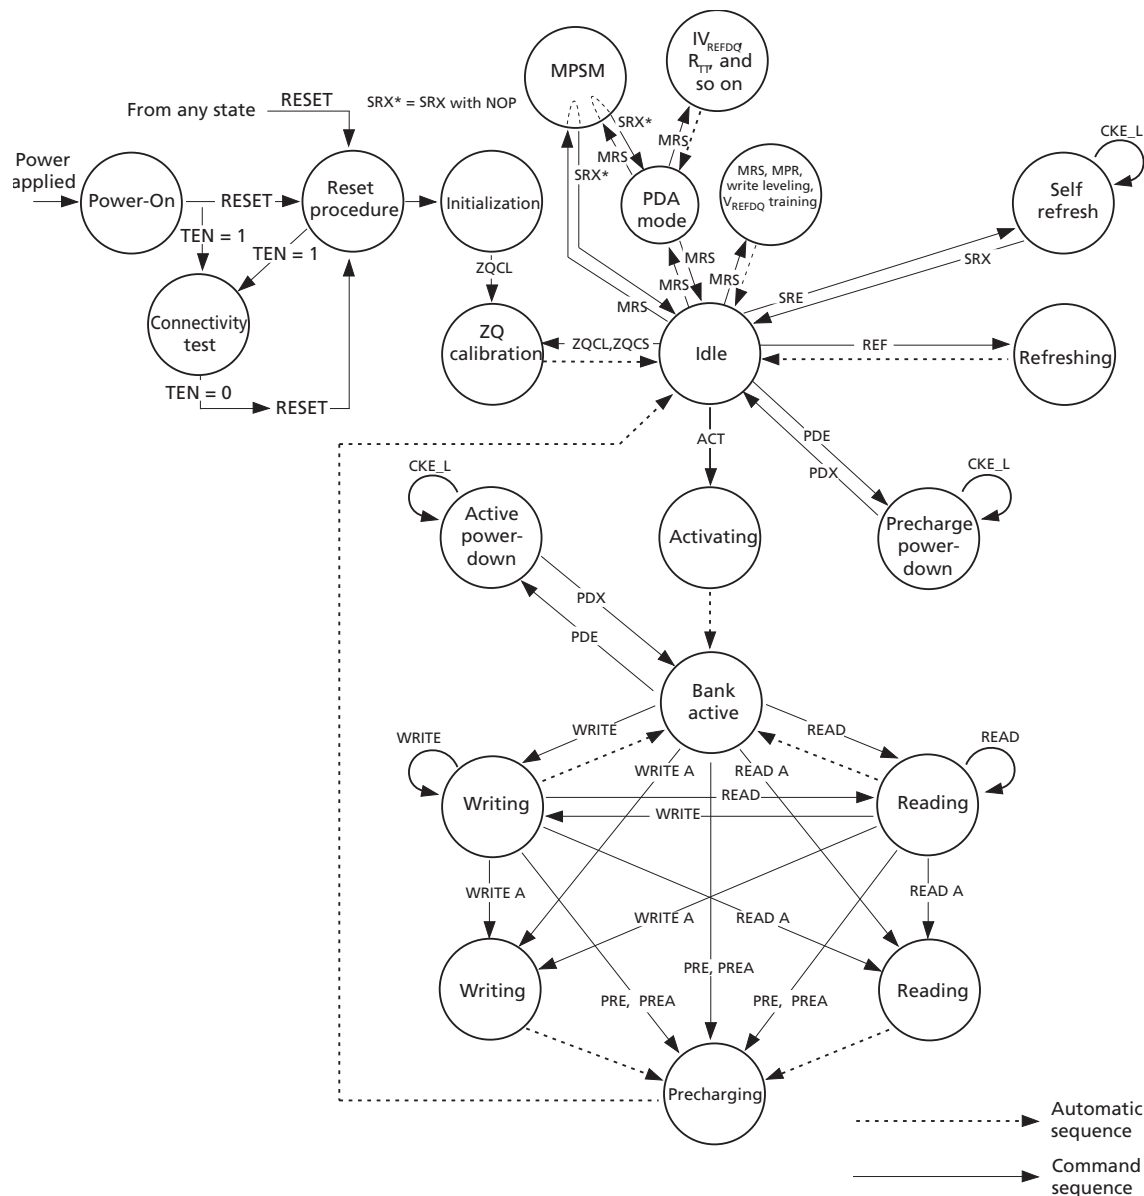 MPSM
IV_REFDQ,
R_TT, and
so on
From any state
RESET
SRX* = SRX with NOP
SRX*
MRS
MRS
SRX*
CKE_L
Power
applied
Power-On
RESET
Reset
procedure
Initialization
PDA
mode
MRS, MPR,
write leveling,
V_REFDQ training
Self
refresh
TEN = 1
TEN = 1
ZQCL
MRS
MRS
MRS
SRX
SRE
MRS
Connectivity
test
ZQ
calibration
ZQCL,ZQCS
Idle
REF
Refreshing
TEN = 0
RESET
ACT
PDE
PDX
CKE_L
CKE_L
Active
power-
down
Activating
Precharge
power-
down
PDX
PDE
Bank
active
WRITE
WRITE
READ
READ
WRITE A
READ A
Writing
READ
WRITE
Reading
WRITE A
READ A
WRITE A
READ A
PRE, PREA
Writing
PRE, PREA
PRE, PREA
Reading
Precharging
Automatic
sequence
Command
sequence